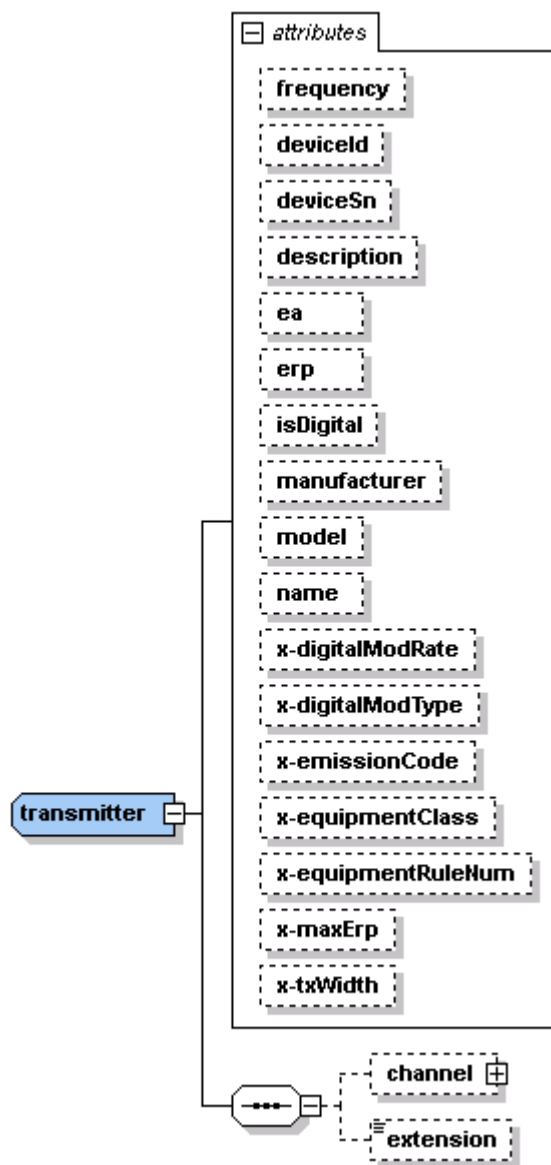 attributes
frequency
deviceId
deviceSn
description
ea
erp
isDigital
manufacturer
model
name
x-digitalModRate
x-digitalModType
x-emissionCode
x-equipmentClass
x-equipmentRuleNum
x-maxErp
x-txWidth
transmitter
channel
extension